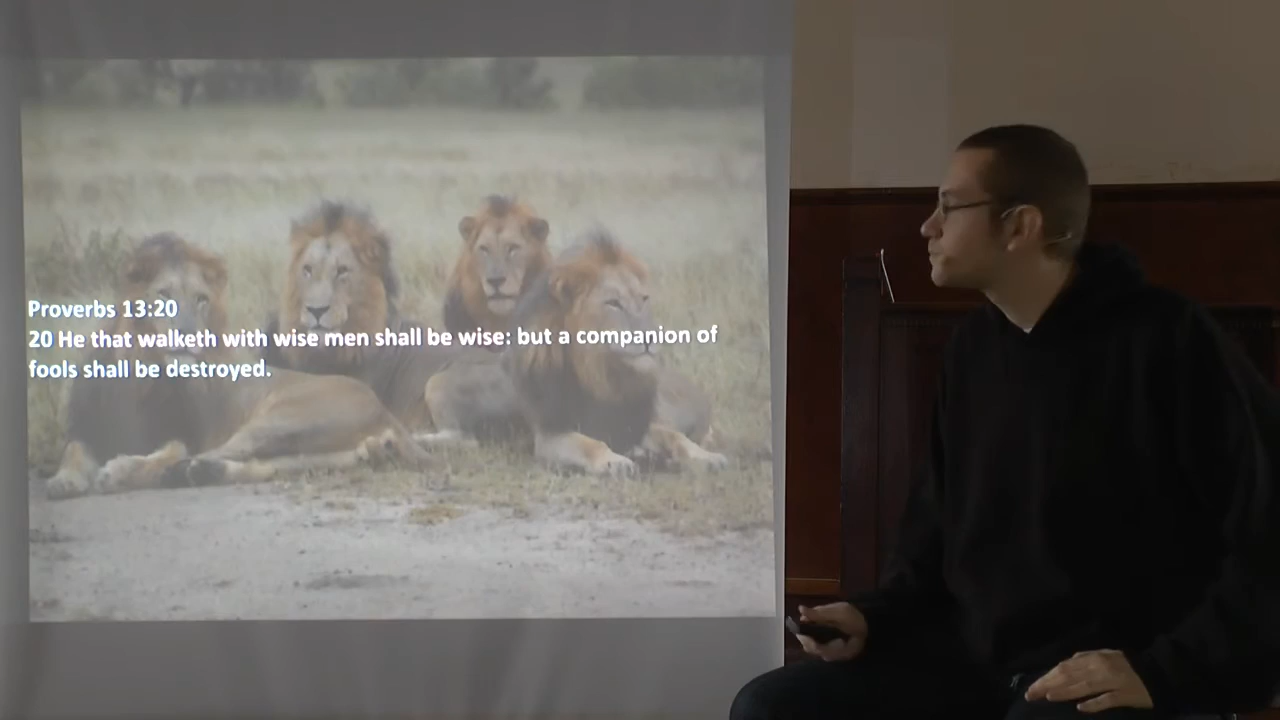 Proverbs 13:20
20 He that walketh with wise men shall be wise: but a companion of
fools shall be destroyed.